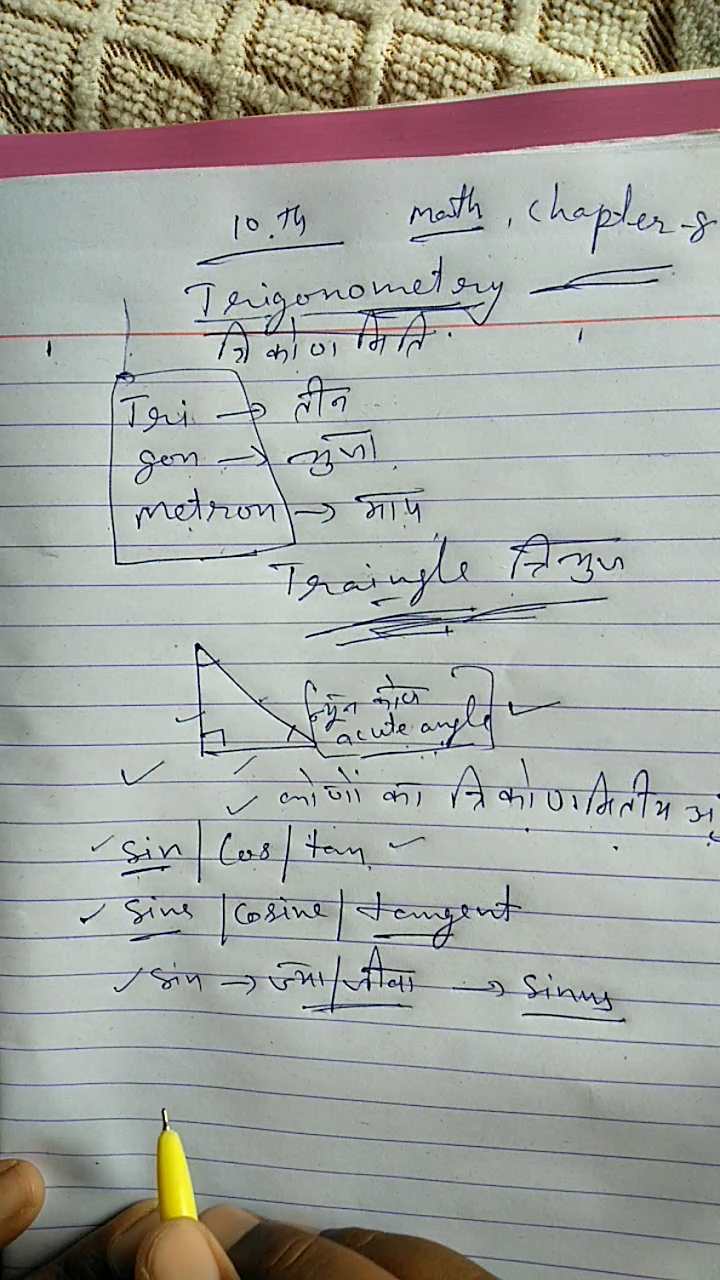 10.th math, chapter-8
Trigonometry
त्रिकोणमिति.
Tri. → तीन
gon → भुजा
metron → माप
Traingle त्रिभुज
न्यून कोण
acute angle
कोणों का त्रिकोणमितीय
sin | Cos | tan
Sine | Cosine | tangent
sin → ज्या/जीवा → Sinus